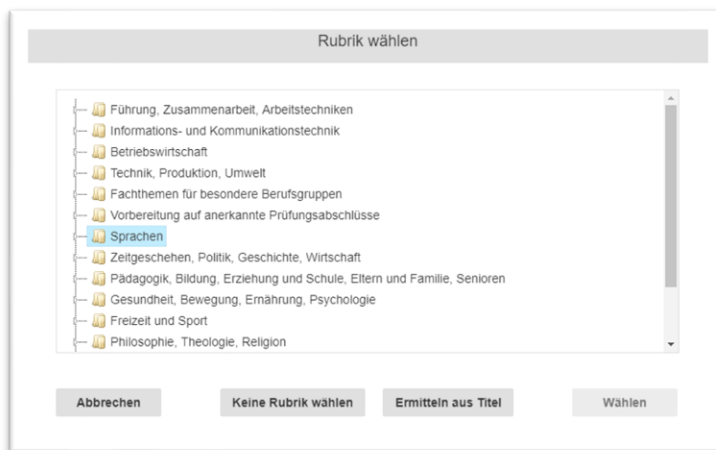 Rubrik wählen
Führung, Zusammenarbeit, Arbeitstechniken
Informations- und Kommunikationstechnik
Betriebswirtschaft
Technik, Produktion, Umwelt
Fachthemen für besondere Berufsgruppen
Vorbereitung auf anerkannte Prüfungsabschlüsse
Sprachen
Zeitgeschehen, Politik, Geschichte, Wirtschaft
Pädagogik, Bildung, Erziehung und Schule, Eltern und Familie, Senioren
Gesundheit, Bewegung, Ernährung, Psychologie
Freizeit und Sport
Philosophie, Theologie, Religion
Abbrechen Keine Rubrik wählen Ermitteln aus Titel Wählen